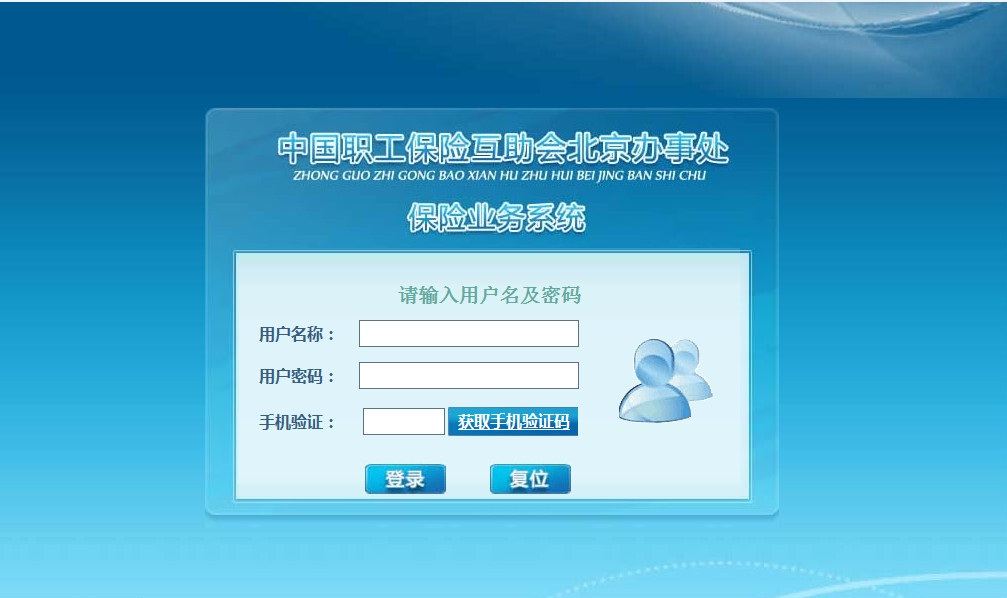 中国职工保险互助会北京办事处
ZHONG GUO ZHI GONG BAO XIAN HU ZHU HUI BEI JING BAN SHI CHU
保险业务系统
请输入用户名及密码
用户名称：
用户密码：
手机验证： 获取手机验证码
登录 复位